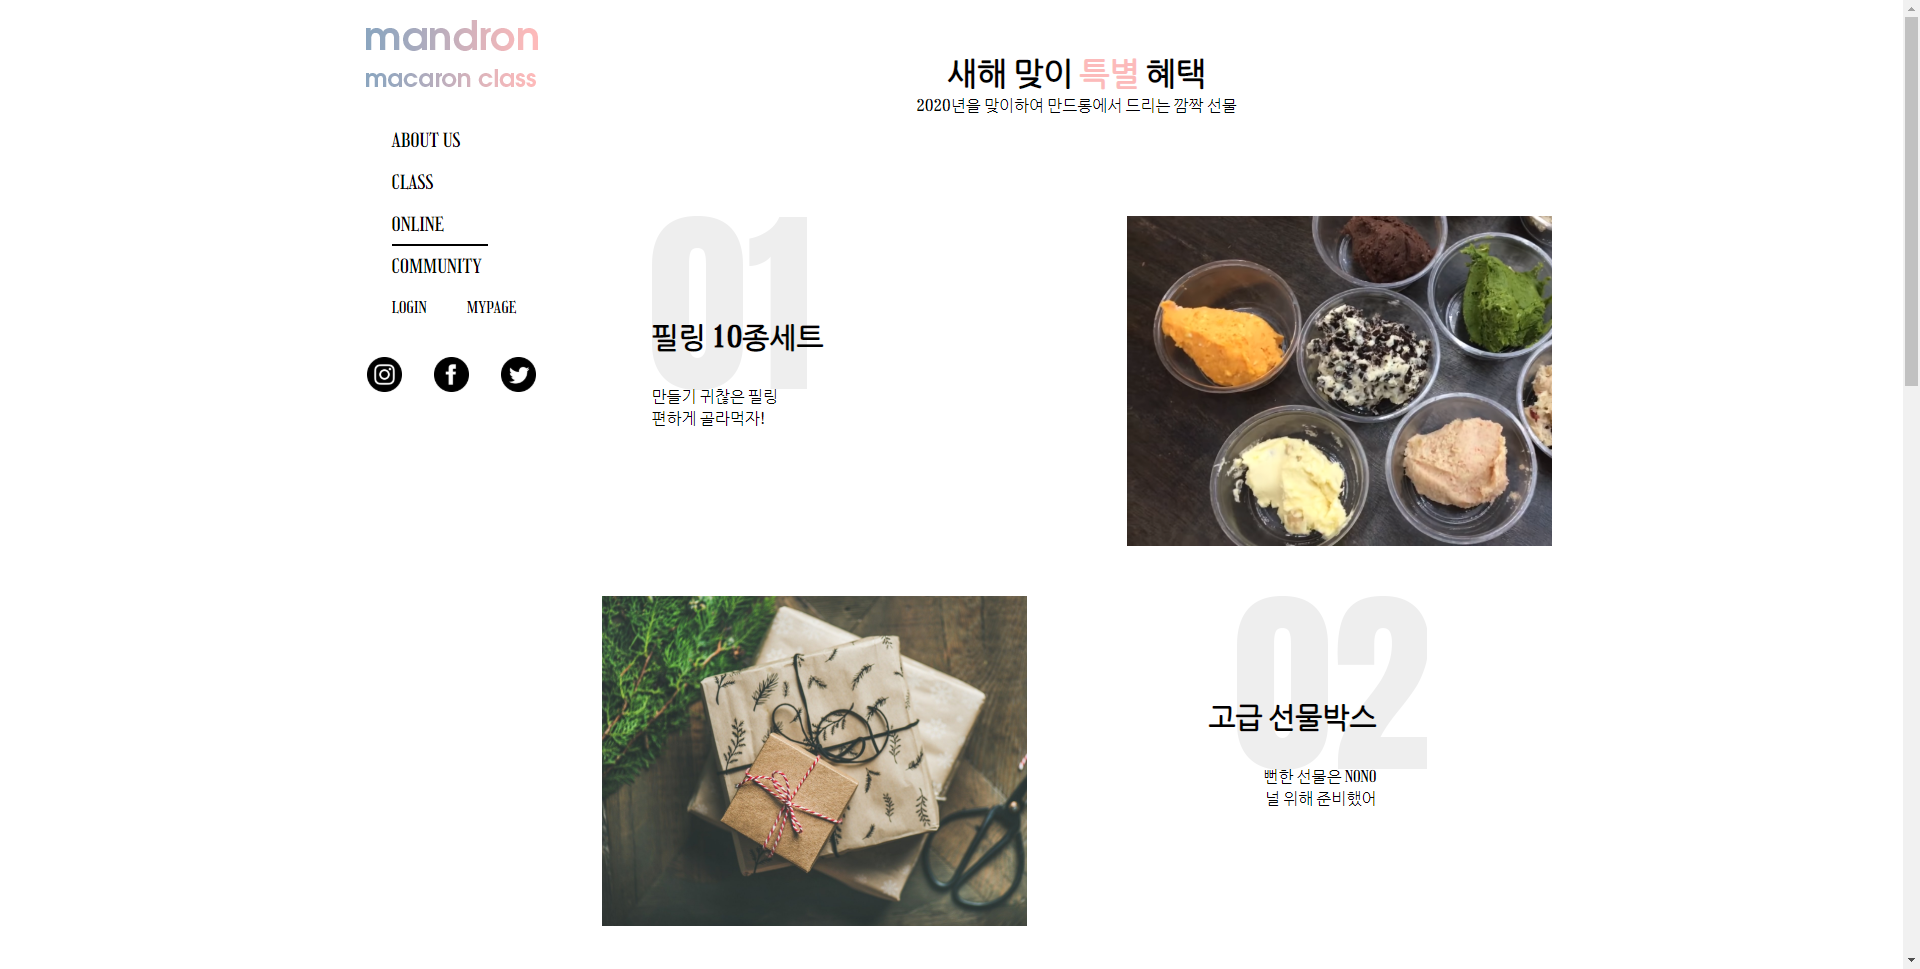 mandron
macaron class
ABOUT US
CLASS
ONLINE
COMMUNITY
LOGIN MYPAGE
새해 맞이 특별 혜택
2020년을 맞이하여 만드롱에서 드리는 깜짝 선물
01
필링 10종세트
만들기 귀찮은 필링
편하게 골라먹자!
02
고급 선물박스
뻔한 선물은 NONO
널 위해 준비했어